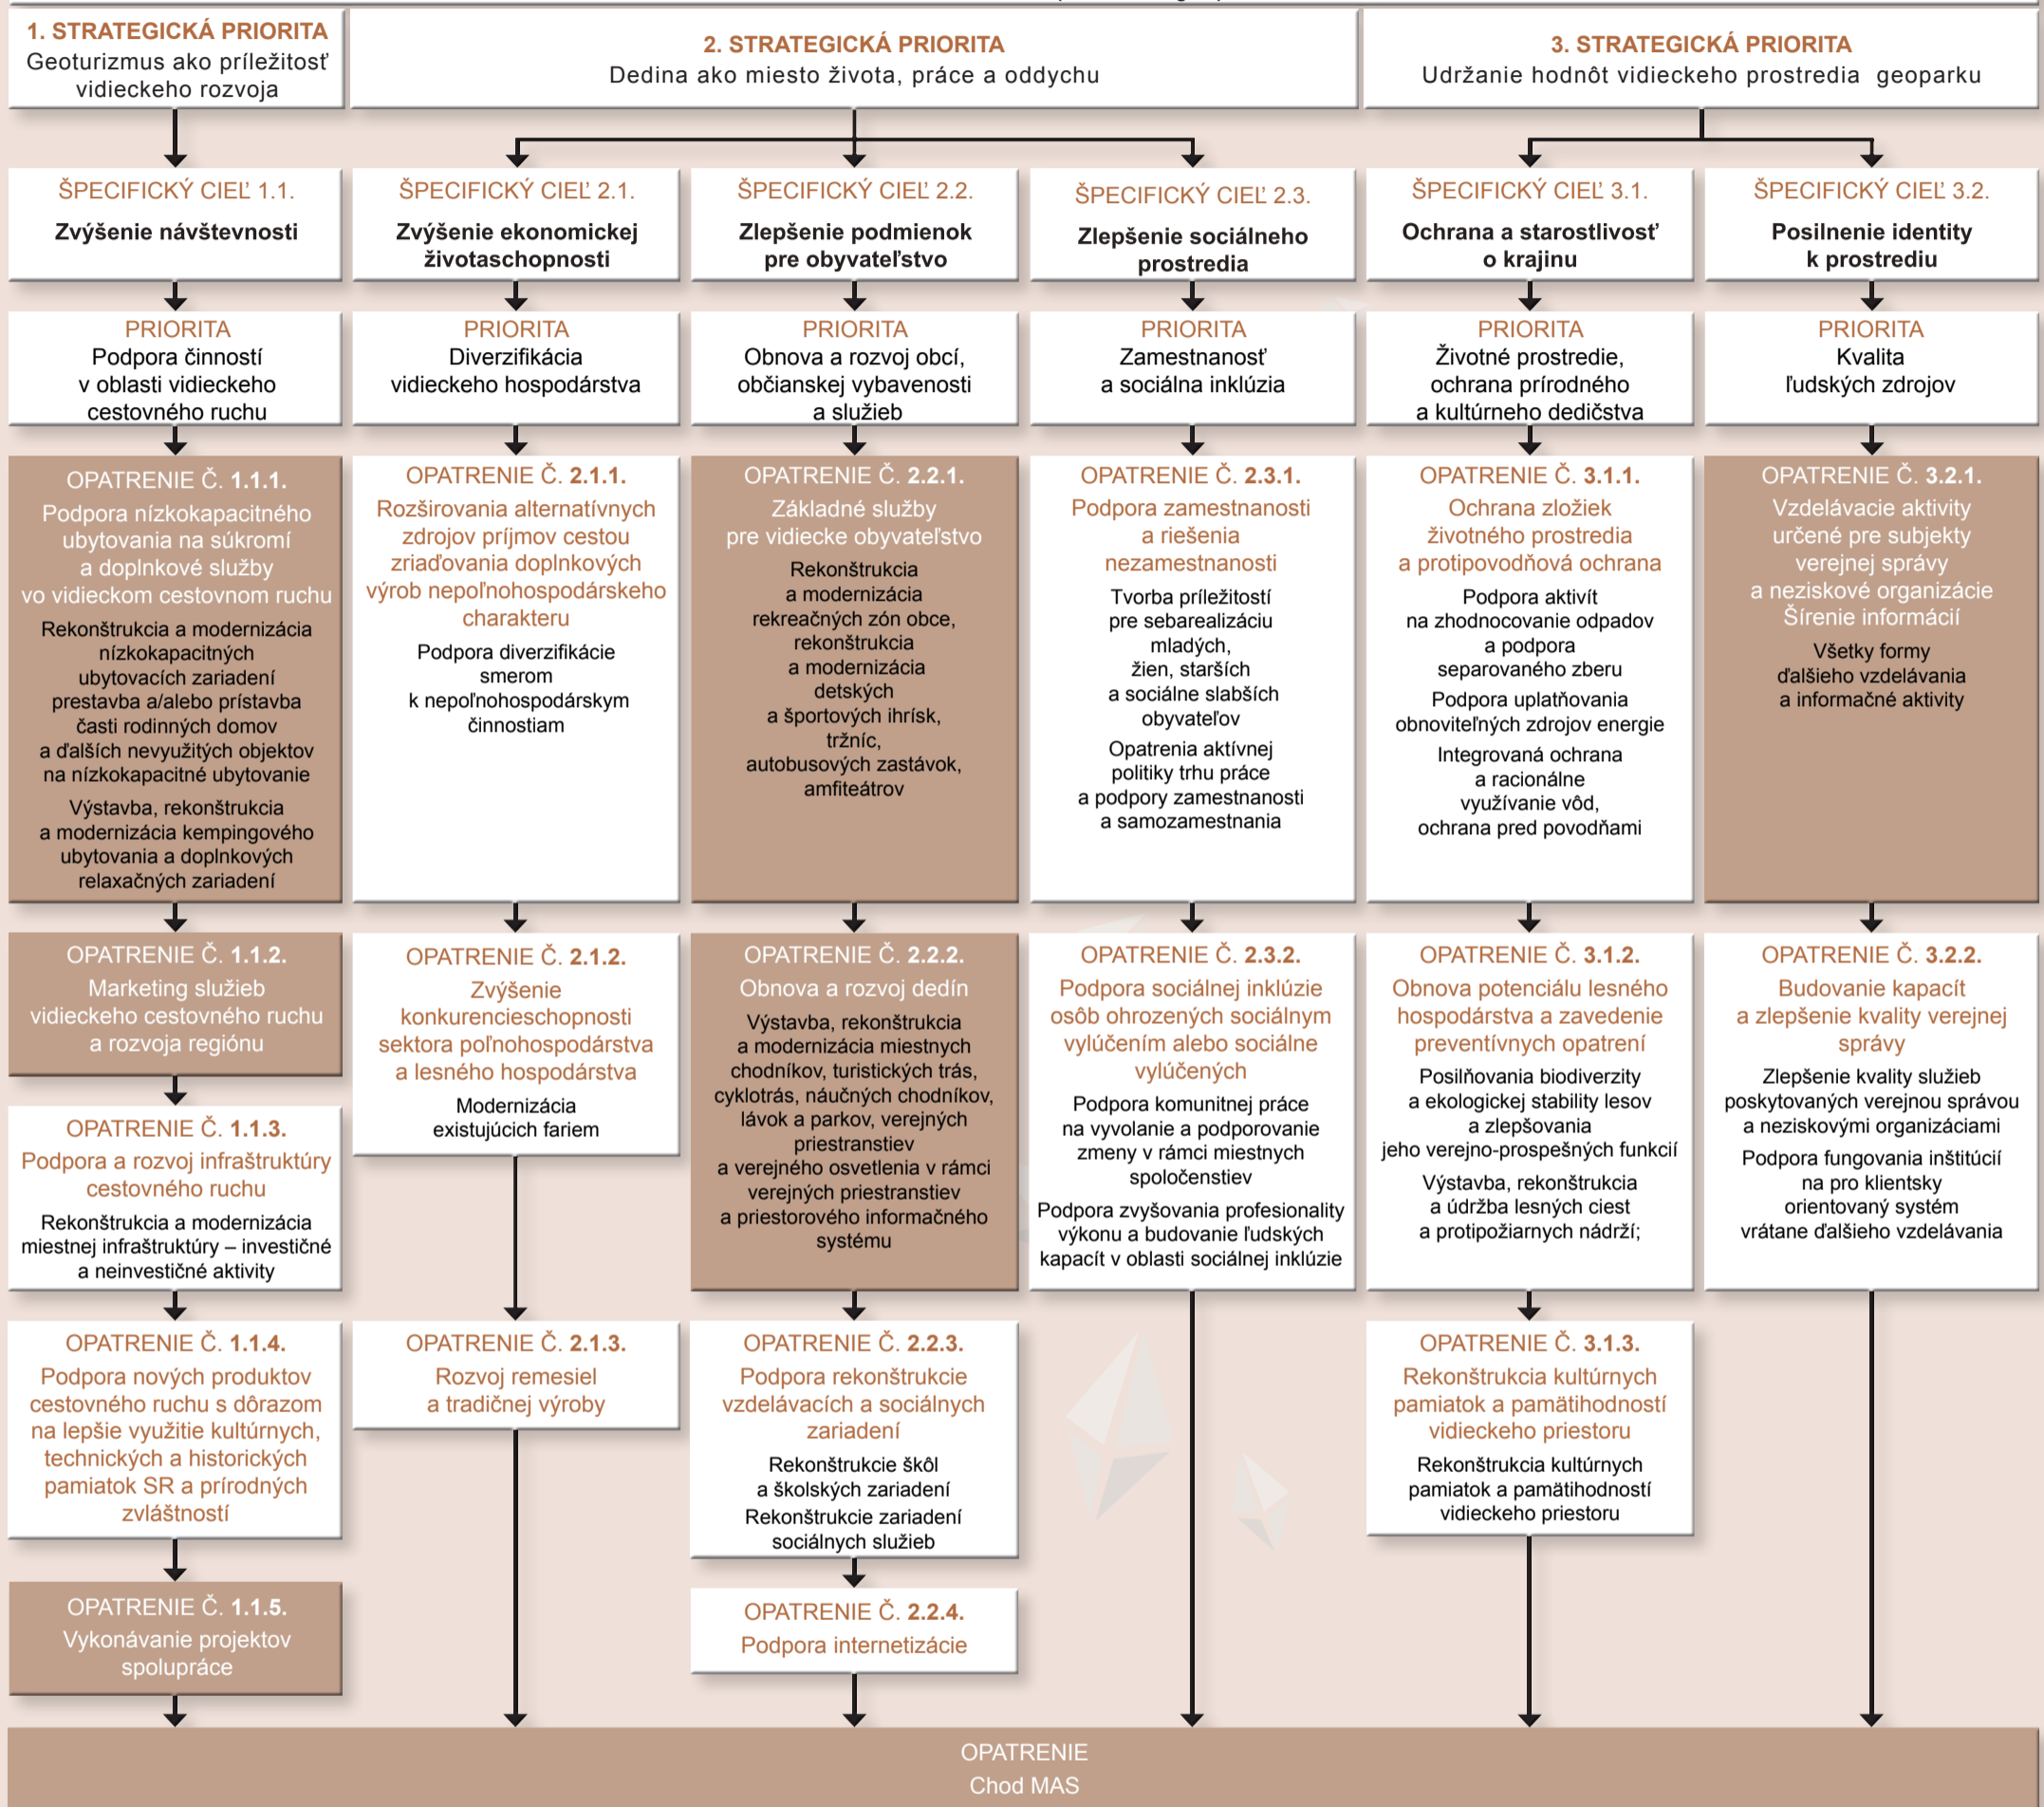 1. STRATEGICKÁ PRIORITA
Geoturizmus ako príležitosť
vidieckeho rozvoja
2. STRATEGICKÁ PRIORITA
Dedina ako miesto života, práce a oddychu
3. STRATEGICKÁ PRIORITA
Udržanie hodnôt vidieckeho prostredia geoparku
ŠPECIFICKÝ CIEĽ 1.1.
Zvýšenie návštevnosti
ŠPECIFICKÝ CIEĽ 2.1.
Zvýšenie ekonomickej
životaschopnosti
ŠPECIFICKÝ CIEĽ 2.2.
Zlepšenie podmienok
pre obyvateľstvo
ŠPECIFICKÝ CIEĽ 2.3.
Zlepšenie sociálneho
prostredia
ŠPECIFICKÝ CIEĽ 3.1.
Ochrana a starostlivosť
o krajinu
ŠPECIFICKÝ CIEĽ 3.2.
Posilnenie identity
k prostrediu
PRIORITA
Podpora činností
v oblasti vidieckeho
cestovného ruchu
PRIORITA
Diverzifikácia
vidieckeho hospodárstva
PRIORITA
Obnova a rozvoj obcí,
občianskej vybavenosti
a služieb
PRIORITA
Zamestnanosť
a sociálna inklúzia
PRIORITA
Životné prostredie,
ochrana prírodného
a kultúrneho dedičstva
PRIORITA
Kvalita
ľudských zdrojov
OPATRENIE Č. 1.1.1.
Podpora nízkokapacitného
ubytovania na súkromí
a doplnkové služby
vo vidieckom cestovnom ruchu
Rekonštrukcia a modernizácia
nízkokapacitných
ubytovacích zariadení
prestavba a/alebo prístavba
časti rodinných domov
a ďalších nevyužitých objektov
na nízkokapacitné ubytovanie
Výstavba, rekonštrukcia
a modernizácia kempingového
ubytovania a doplnkových
relaxačných zariadení
OPATRENIE Č. 2.1.1.
Rozširovania alternatívnych
zdrojov príjmov cestou
zriaďovania doplnkových
výrob nepoľnohospodárskeho
charakteru
Podpora diverzifikácie
smerom
k nepoľnohospodárskym
činnostiam
OPATRENIE Č. 2.2.1.
Základné služby
pre vidiecke obyvateľstvo
Rekonštrukcia
a modernizácia
rekreačných zón obce,
rekonštrukcia
a modernizácia
detských
a športových ihrísk,
tržníc,
autobusových zastávok,
amfiteátrov
OPATRENIE Č. 2.3.1.
Podpora zamestnanosti
a riešenia
nezamestnanosti
Tvorba príležitostí
pre sebarealizáciu
mladých,
žien, starších
a sociálne slabších
obyvateľov
Opatrenia aktívnej
politiky trhu práce
a podpory zamestnanosti
a samozamestnania
OPATRENIE Č. 3.1.1.
Ochrana zložiek
životného prostredia
a protipovodňová ochrana
Podpora aktivít
na zhodnocovanie odpadov
a podpora
separovaného zberu
Podpora uplatňovania
obnoviteľných zdrojov energie
Integrovaná ochrana
a racionálne
využívanie vôd,
ochrana pred povodňami
OPATRENIE Č. 3.2.1.
Vzdelávacie aktivity
určené pre subjekty
verejnej správy
a neziskové organizácie
Šírenie informácií
Všetky formy
ďalšieho vzdelávania
a informačné aktivity
OPATRENIE Č. 1.1.2.
Marketing služieb
vidieckeho cestovného ruchu
a rozvoja regiónu
OPATRENIE Č. 2.1.2.
Zvýšenie
konkurencieschopnosti
sektora poľnohospodárstva
a lesného hospodárstva
Modernizácia
existujúcich fariem
OPATRENIE Č. 2.2.2.
Obnova a rozvoj dedín
Výstavba, rekonštrukcia
a modernizácia miestnych
chodníkov, turistických trás,
cyklotrás, náučných chodníkov,
lávok a parkov, verejných
priestranstiev
a verejného osvetlenia v rámci
verejných priestranstiev
a priestorového informačného
systému
OPATRENIE Č. 2.3.2.
Podpora sociálnej inklúzie
osôb ohrozených sociálnym
vylúčením alebo sociálne
vylúčených
Podpora komunitnej práce
na vyvolanie a podporovanie
zmeny v rámci miestnych
spoločenstiev
Podpora zvyšovania profesionality
výkonu a budovanie ľudských
kapacít v oblasti sociálnej inklúzie
OPATRENIE Č. 3.1.2.
Obnova potenciálu lesného
hospodárstva a zavedenie
preventívnych opatrení
Posilňovania biodiverzity
a ekologickej stability lesov
a zlepšovania
jeho verejno-prospešných funkcií
Výstavba, rekonštrukcia
a údržba lesných ciest
a protipožiarnych nádrží;
OPATRENIE Č. 3.2.2.
Budovanie kapacít
a zlepšenie kvality verejnej
správy
Zlepšenie kvality služieb
poskytovaných verejnou správou
a neziskovými organizáciami
Podpora fungovania inštitúcií
na pro klientsky
orientovaný systém
vrátane ďalšieho vzdelávania
OPATRENIE Č. 1.1.3.
Podpora a rozvoj infraštruktúry
cestovného ruchu
Rekonštrukcia a modernizácia
miestnej infraštruktúry – investičné
a neinvestičné aktivity
OPATRENIE Č. 1.1.4.
Podpora nových produktov
cestovného ruchu s dôrazom
na lepšie využitie kultúrnych,
technických a historických
pamiatok SR a prírodných
zvláštností
OPATRENIE Č. 2.1.3.
Rozvoj remesiel
a tradičnej výroby
OPATRENIE Č. 2.2.3.
Podpora rekonštrukcie
vzdelávacích a sociálnych
zariadení
Rekonštrukcie škôl
a školských zariadení
Rekonštrukcie zariadení
sociálnych služieb
OPATRENIE Č. 3.1.3.
Rekonštrukcia kultúrnych
pamiatok a pamätihodností
vidieckeho priestoru
Rekonštrukcia kultúrnych
pamiatok a pamätihodností
vidieckeho priestoru
OPATRENIE Č. 1.1.5.
Vykonávanie projektov
spolupráce
OPATRENIE Č. 2.2.4.
Podpora internetizácie
OPATRENIE
Chod MAS